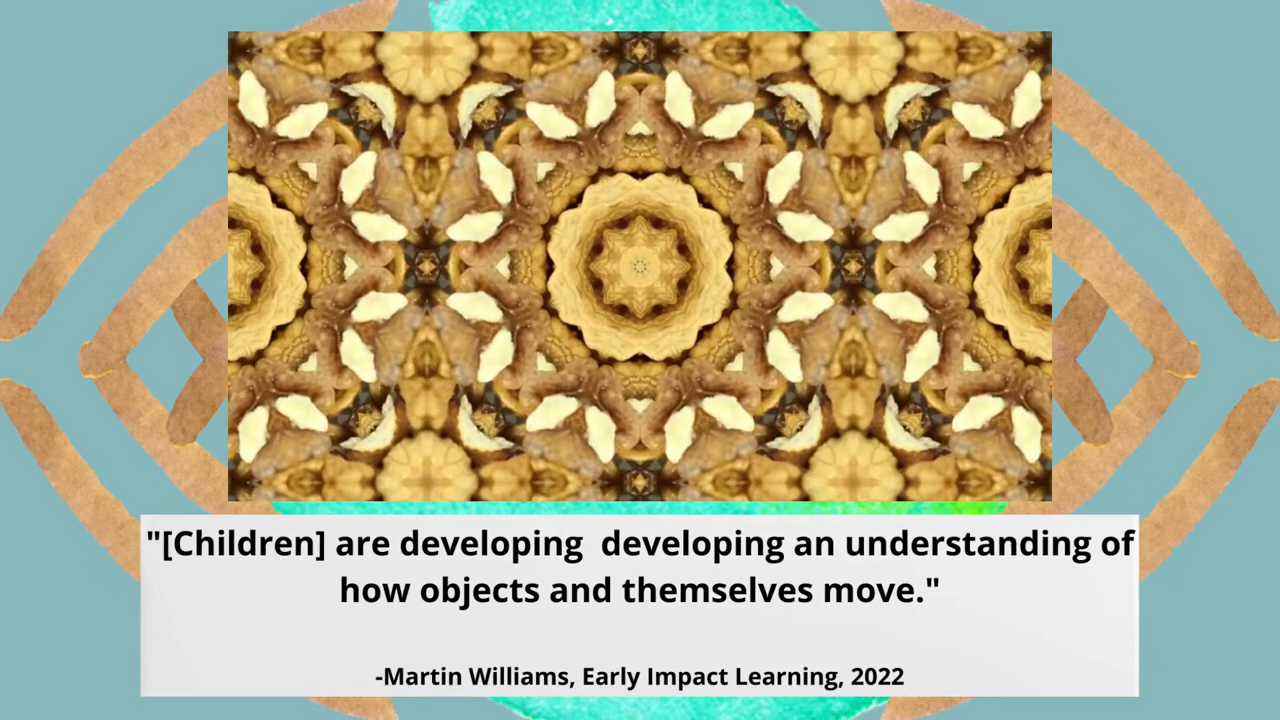 "[Children] are developing  developing an understanding of
how objects and themselves move."
-Martin Williams, Early Impact Learning, 2022